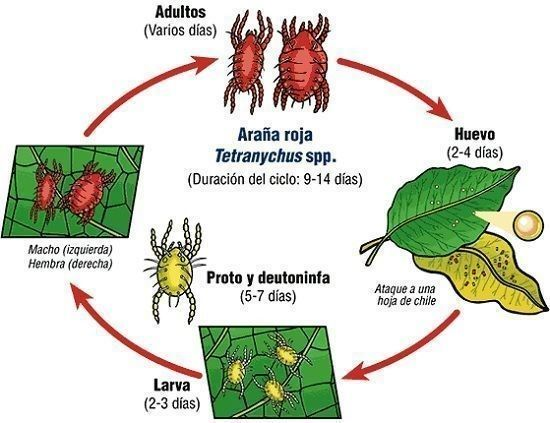 Adultos
(Varios días)
Araña roja
Tetranychus spp.
(Duración del ciclo: 9-14 días)
Huevo
(2-4 días)
Macho (izquierda)
Hembra (derecha)
Proto y deutoninfa
(5-7 días)
Ataque a una
hoja de chile
Larva
(2-3 días)